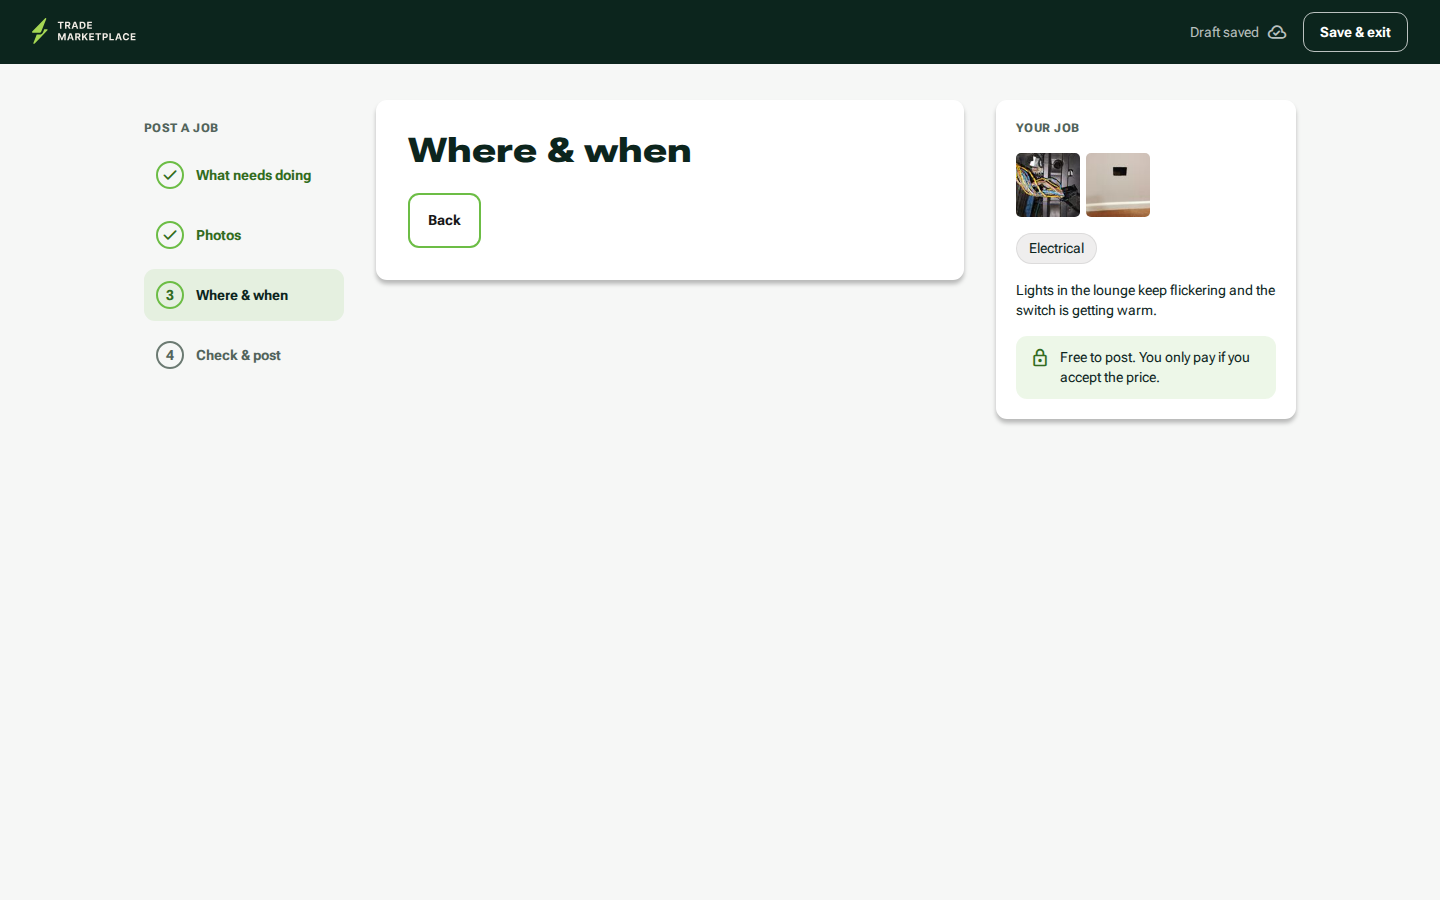 TRADE
MARKETPLACE
Draft saved
Save & exit
POST A JOB
What needs doing
Photos
3
Where & when
4
Check & post
Where & when
Back
YOUR JOB
Electrical
Lights in the lounge keep flickering and the
switch is getting warm.
Free to post. You only pay if you
accept the price.